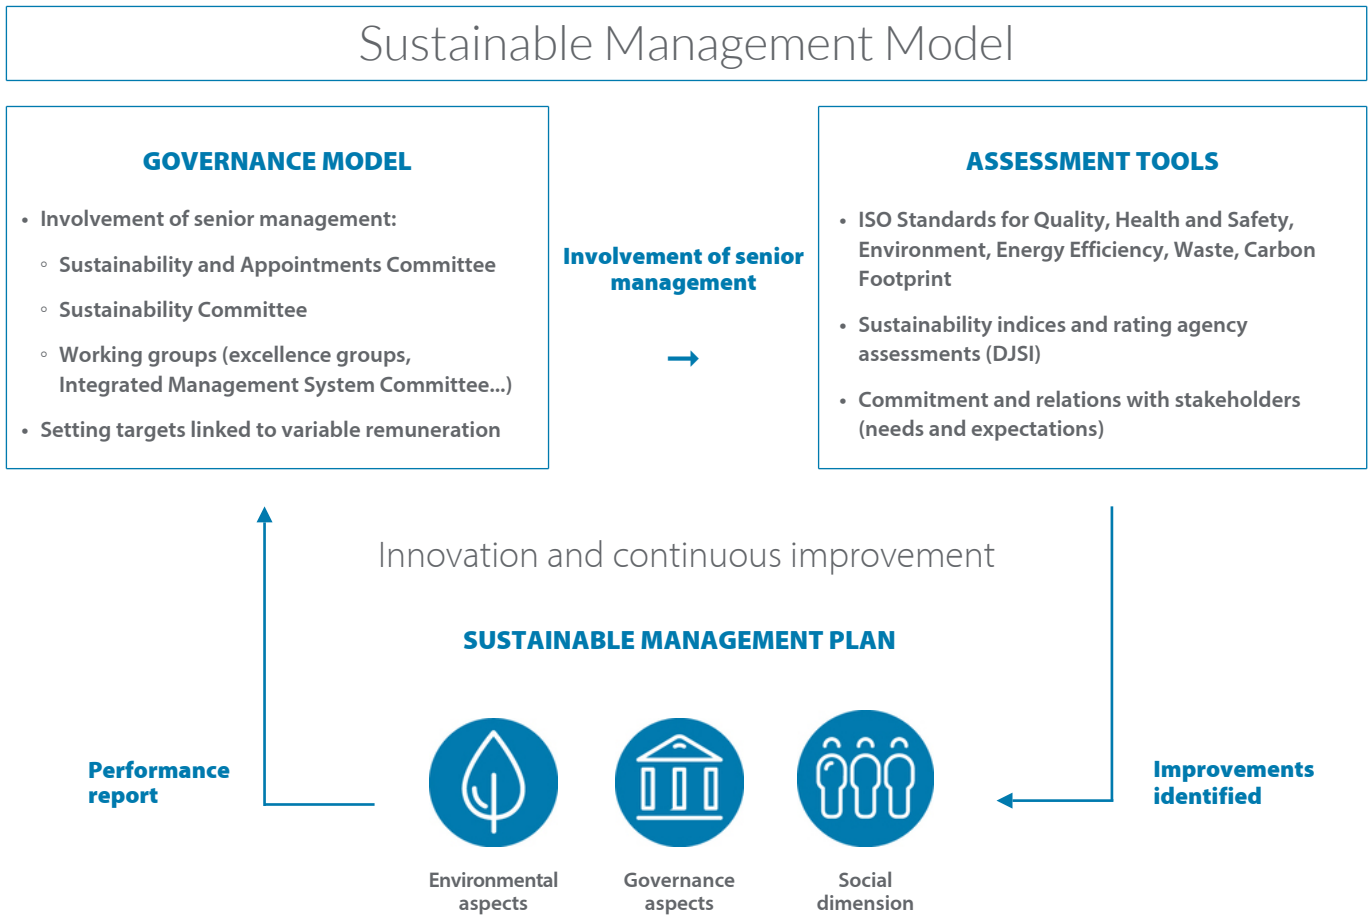 Sustainable Management Model
GOVERNANCE MODEL
• Involvement of senior management:
◦ Sustainability and Appointments Committee
◦ Sustainability Committee
◦ Working groups (excellence groups,
Integrated Management System Committee...)
• Setting targets linked to variable remuneration
Involvement of senior
management
→
ASSESSMENT TOOLS
• ISO Standards for Quality, Health and Safety,
Environment, Energy Efficiency, Waste, Carbon
Footprint
• Sustainability indices and rating agency
assessments (DJSI)
• Commitment and relations with stakeholders
(needs and expectations)
Innovation and continuous improvement
SUSTAINABLE MANAGEMENT PLAN
Performance
report
Improvements
identified
Environmental
aspects
Governance
aspects
Social
dimension